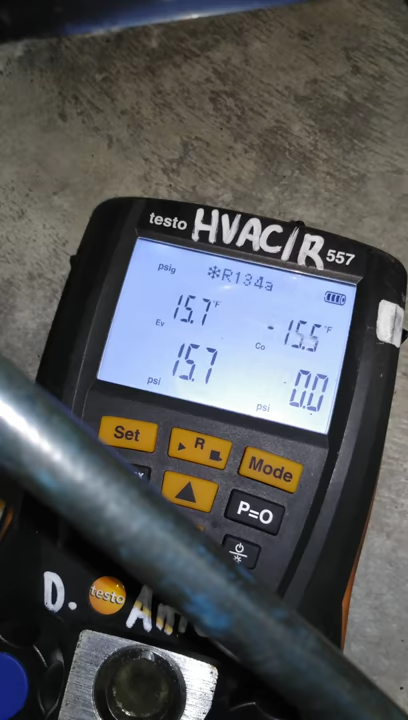 testo HVAC/R 557
psig ❄R134a
15.7 °F -15.5 °F
Ev Co
15.7 -0.0
psi psi
Set ▶ R ■ Mode
▲ P=O
D. testo